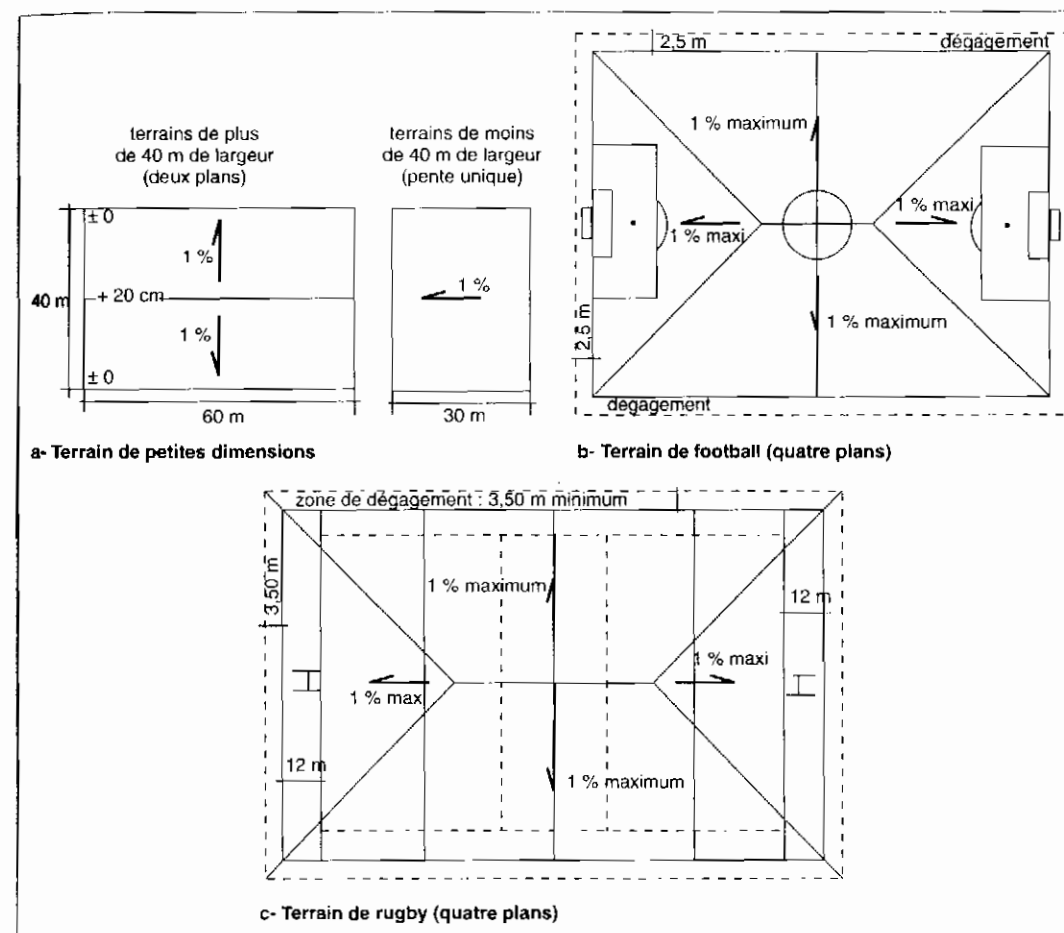 terrains de plus
de 40 m de largeur
(deux plans)
± 0
1 %
40 m
+ 20 cm
1 %
± 0
60 m
terrains de moins
de 40 m de largeur
(pente unique)
1 %
30 m
a- Terrain de petites dimensions
2,5 m
dégagement
1 % maximum
1 % maxi
1 % maxi
1 % maximum
2,5 m
degagement
b- Terrain de football (quatre plans)
zone de dégagement : 3,50 m minimum
3,50 m
1 % maximum
12 m
1 % maxi
1 % max
12 m
1 % maximum
c- Terrain de rugby (quatre plans)